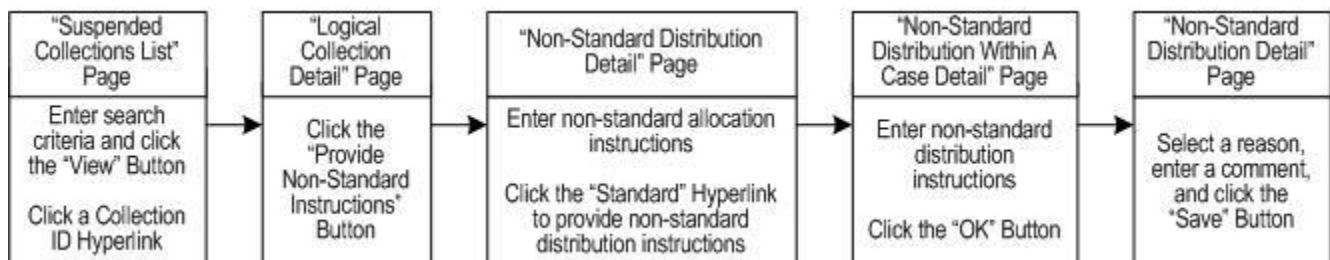 “Suspended
Collections List”
Page
Enter search
criteria and click
the “View” Button
Click a Collection
ID Hyperlink
“Logical
Collection
Detail” Page
Click the
“Provide
Non-Standard
Instructions”
Button
“Non-Standard Distribution
Detail” Page
Enter non-standard allocation
instructions
Click the “Standard” Hyperlink
to provide non-standard
distribution instructions
“Non-Standard
Distribution Within A
Case Detail” Page
Enter non-standard
distribution
instructions
Click the “OK” Button
“Non-Standard
Distribution Detail”
Page
Select a reason,
enter a comment,
and click the
“Save” Button